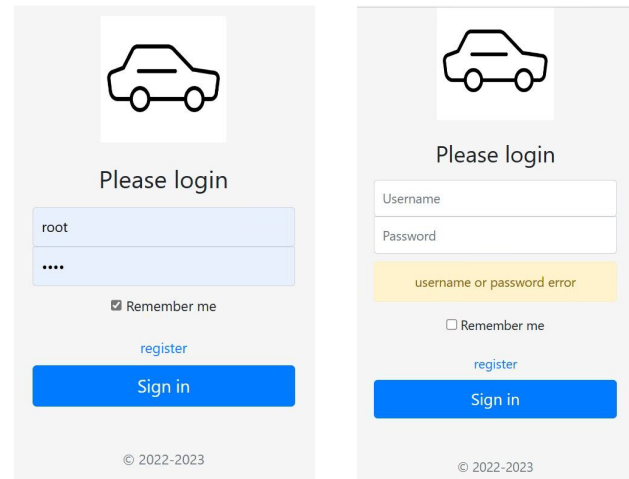 Please login
root
••••
Remember me
register
Sign in
© 2022-2023
Please login
Username
Password
username or password error
Remember me
register
Sign in
© 2022-2023